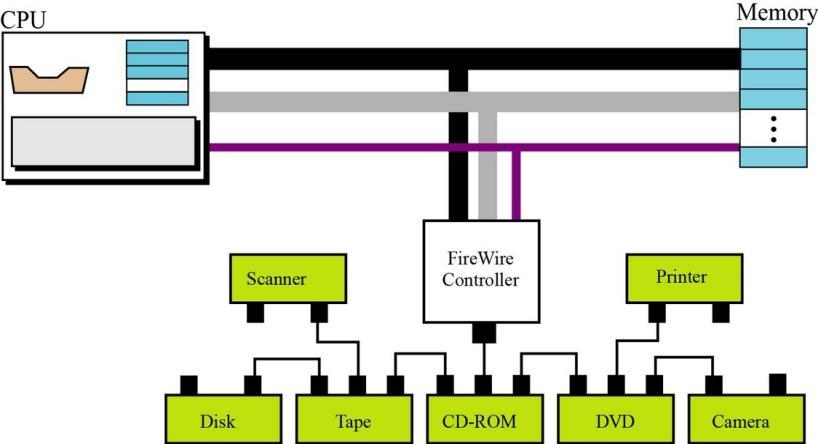 CPU
Memory
FireWire
Controller
Scanner
Printer
Disk
Tape
CD-ROM
DVD
Camera